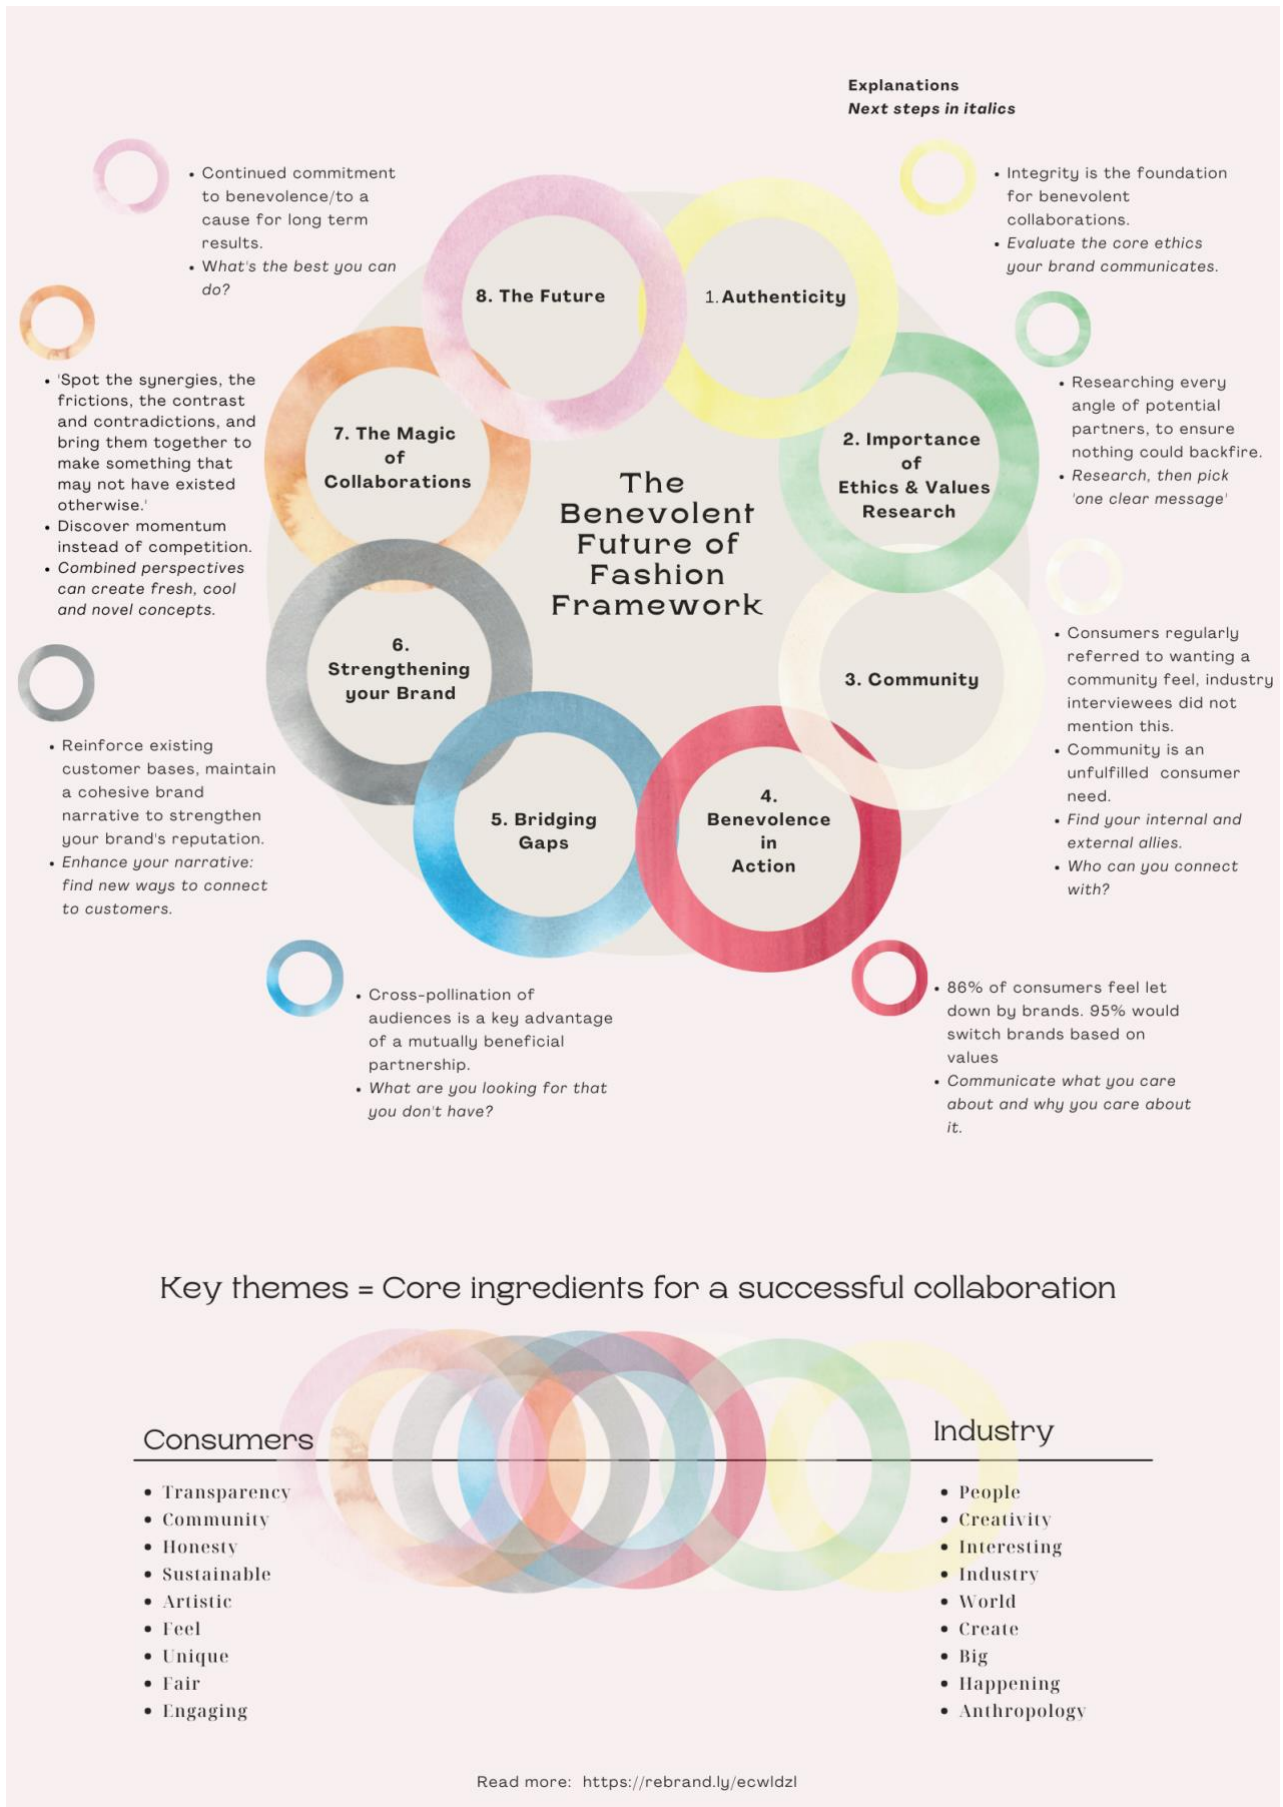 Explanations
Next steps in italics
• Continued commitment
to benevolence/to a
cause for long term
results.
• What's the best you can
do?
• Integrity is the foundation
for benevolent
collaborations.
• Evaluate the core ethics
your brand communicates.
8. The Future
1. Authenticity
• 'Spot the synergies, the
frictions, the contrast
and contradictions, and
bring them together to
make something that
may not have existed
otherwise.'
• Discover momentum
instead of competition.
• Combined perspectives
can create fresh, cool
and novel concepts.
7. The Magic
of
Collaborations
2. Importance
of
Ethics & Values
Research
• Researching every
angle of potential
partners, to ensure
nothing could backfire.
• Research, then pick
'one clear message'
The
Benevolent
Future of
Fashion
Framework
6.
Strengthening
your Brand
3. Community
• Consumers regularly
referred to wanting a
community feel, industry
interviewees did not
mention this.
• Community is an
unfulfilled consumer
need.
• Find your internal and
external allies.
• Who can you connect
with?
• Reinforce existing
customer bases, maintain
a cohesive brand
narrative to strengthen
your brand's reputation.
• Enhance your narrative:
find new ways to connect
to customers.
5. Bridging
Gaps
4.
Benevolence
in
Action
• Cross-pollination of
audiences is a key advantage
of a mutually beneficial
partnership.
• What are you looking for that
you don't have?
• 86% of consumers feel let
down by brands. 95% would
switch brands based on
values
• Communicate what you care
about and why you care about
it.
Key themes = Core ingredients for a successful collaboration
Consumers
• Transparency
• Community
• Honesty
• Sustainable
• Artistic
• Feel
• Unique
• Fair
• Engaging
Industry
• People
• Creativity
• Interesting
• Industry
• World
• Create
• Big
• Happening
• Anthropology
Read more: https://rebrand.ly/ecwldzl